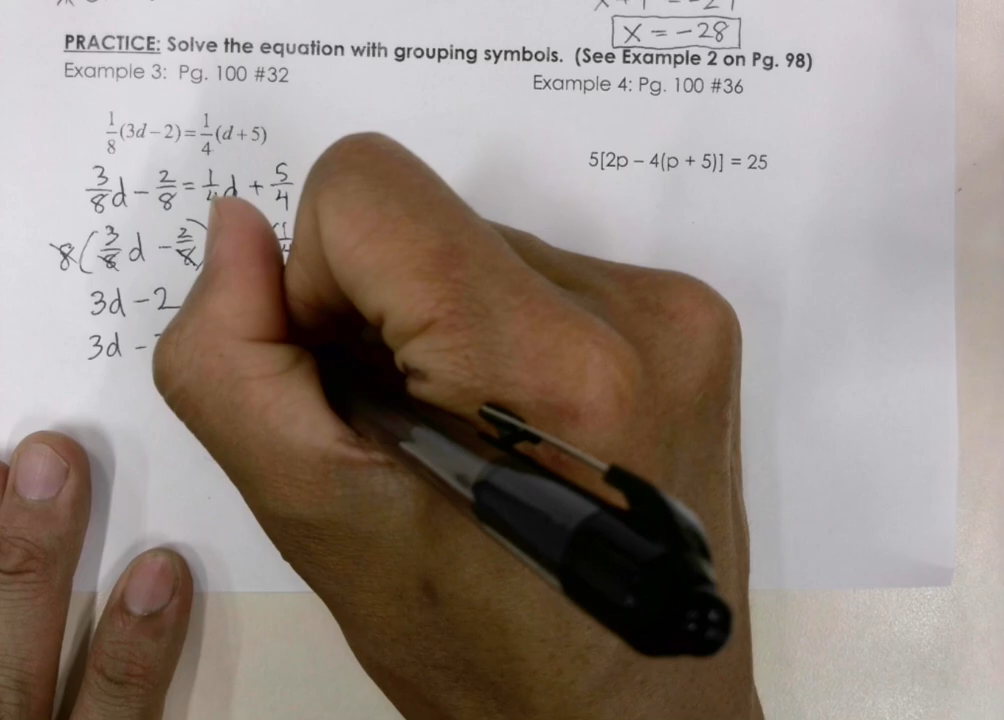 x = -28
PRACTICE: Solve the equation with grouping symbols. (See Example 2 on Pg. 98)
Example 3: Pg. 100 #32
Example 4: Pg. 100 #36
1/8(3d – 2) = 1/4(d + 5)
5[2p – 4(p + 5)] = 25
3/8d - 2/8 = 1/4d + 5/4
8(3/8d - 2/8)
3d - 2
3d -